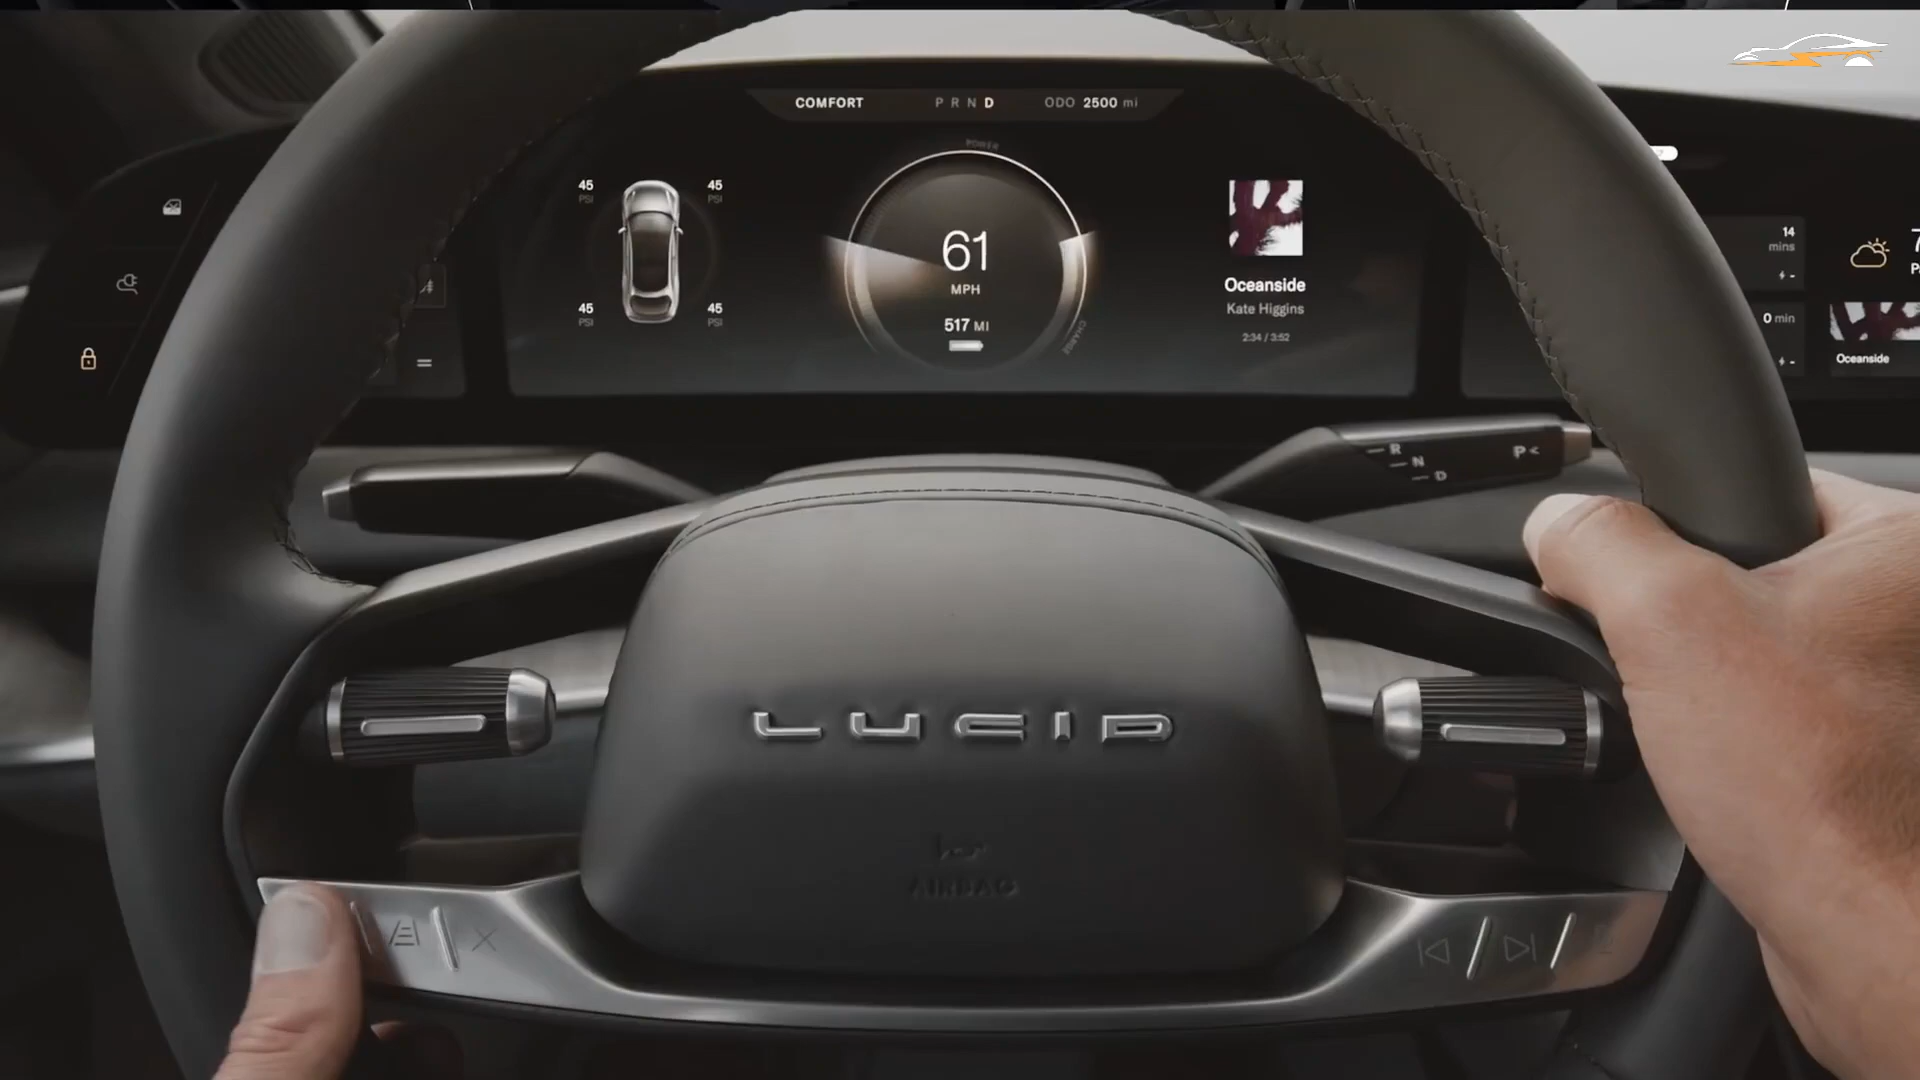 COMFORT
P R N D
ODO 2500 mi
POWER
45
PSI
45
PSI
45
PSI
45
PSI
61
MPH
517 MI
CHARGE
Oceanside
Kate Higgins
2:34 / 3:52
14
mins
0 min
Oceanside
R
N
D
P<
LUCID
AIRBAG